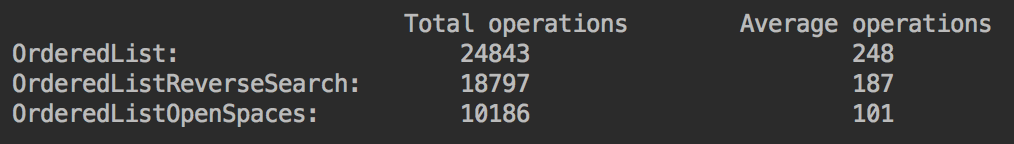 Total operations Average operations
OrderedList: 24843 248
OrderedListReverseSearch: 18797 187
OrderedListOpenSpaces: 10186 101